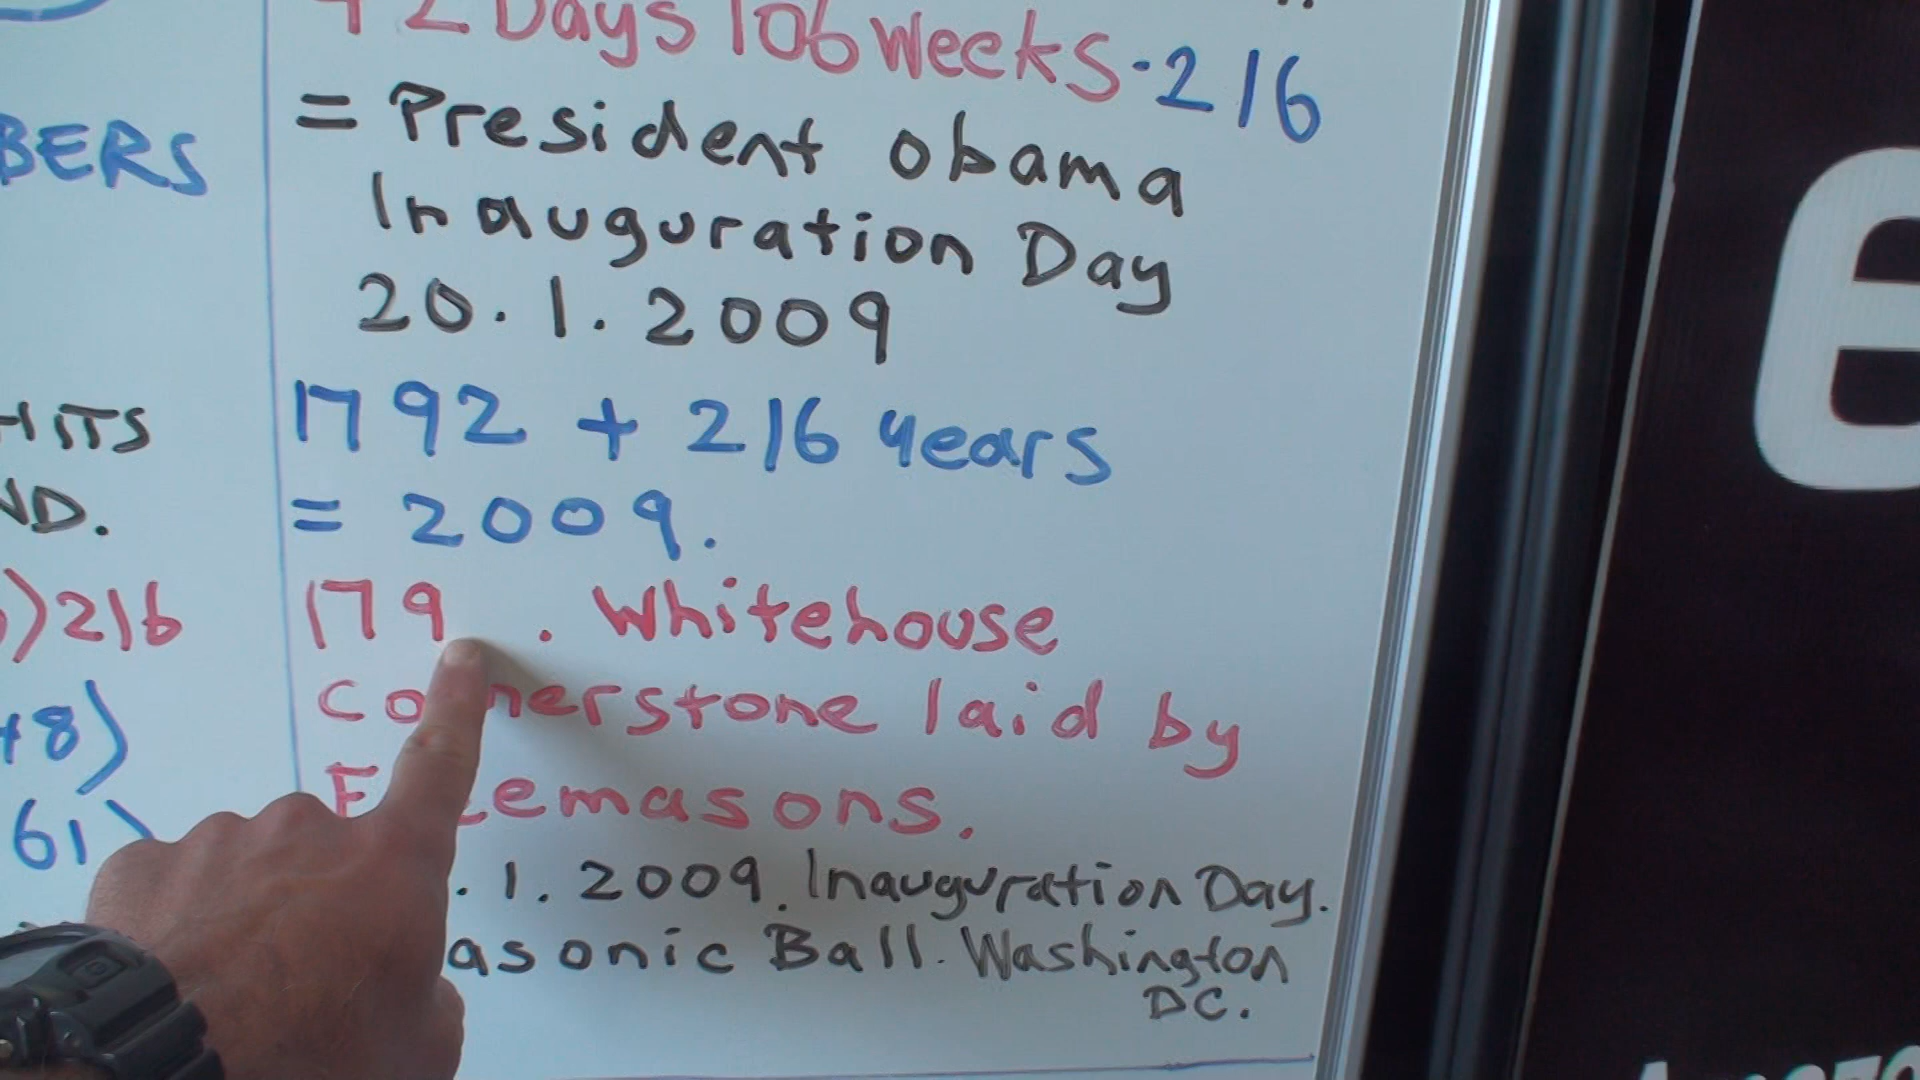 BERS
HITS
ND.
)216
+8)
61)
42 Days 106 Weeks.216
= President Obama
Inauguration Day
20.1.2009
1792 + 216 years
= 2009.
179 . Whitehouse
Cornerstone laid by
Freemasons.
.1.2009. Inauguration Day.
asonic Ball. Washington
DC.
e